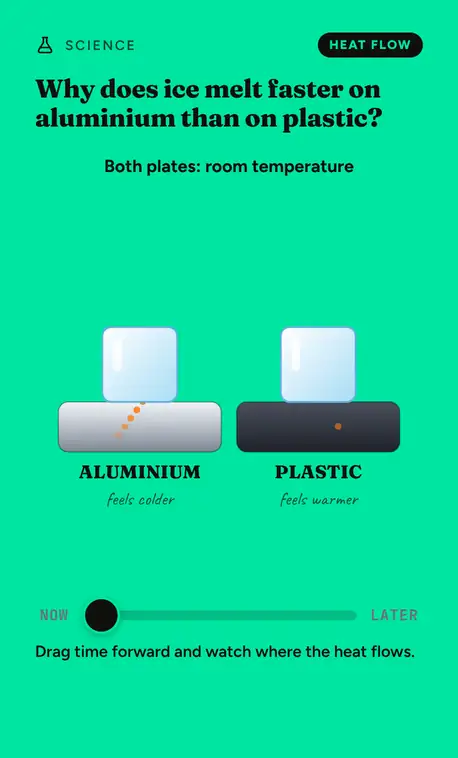 SCIENCE
HEAT FLOW
Why does ice melt faster on
aluminium than on plastic?
Both plates: room temperature
ALUMINIUM
PLASTIC
feels colder
feels warmer
NOW
LATER
Drag time forward and watch where the heat flows.